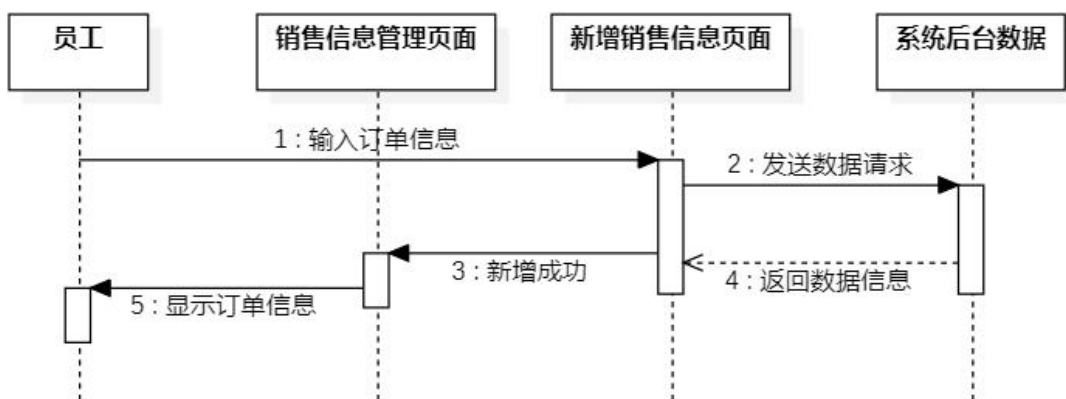 员工
销售信息管理页面
新增销售信息页面
系统后台数据
1 : 输入订单信息
2 : 发送数据请求
3 : 新增成功
4 : 返回数据信息
5 : 显示订单信息